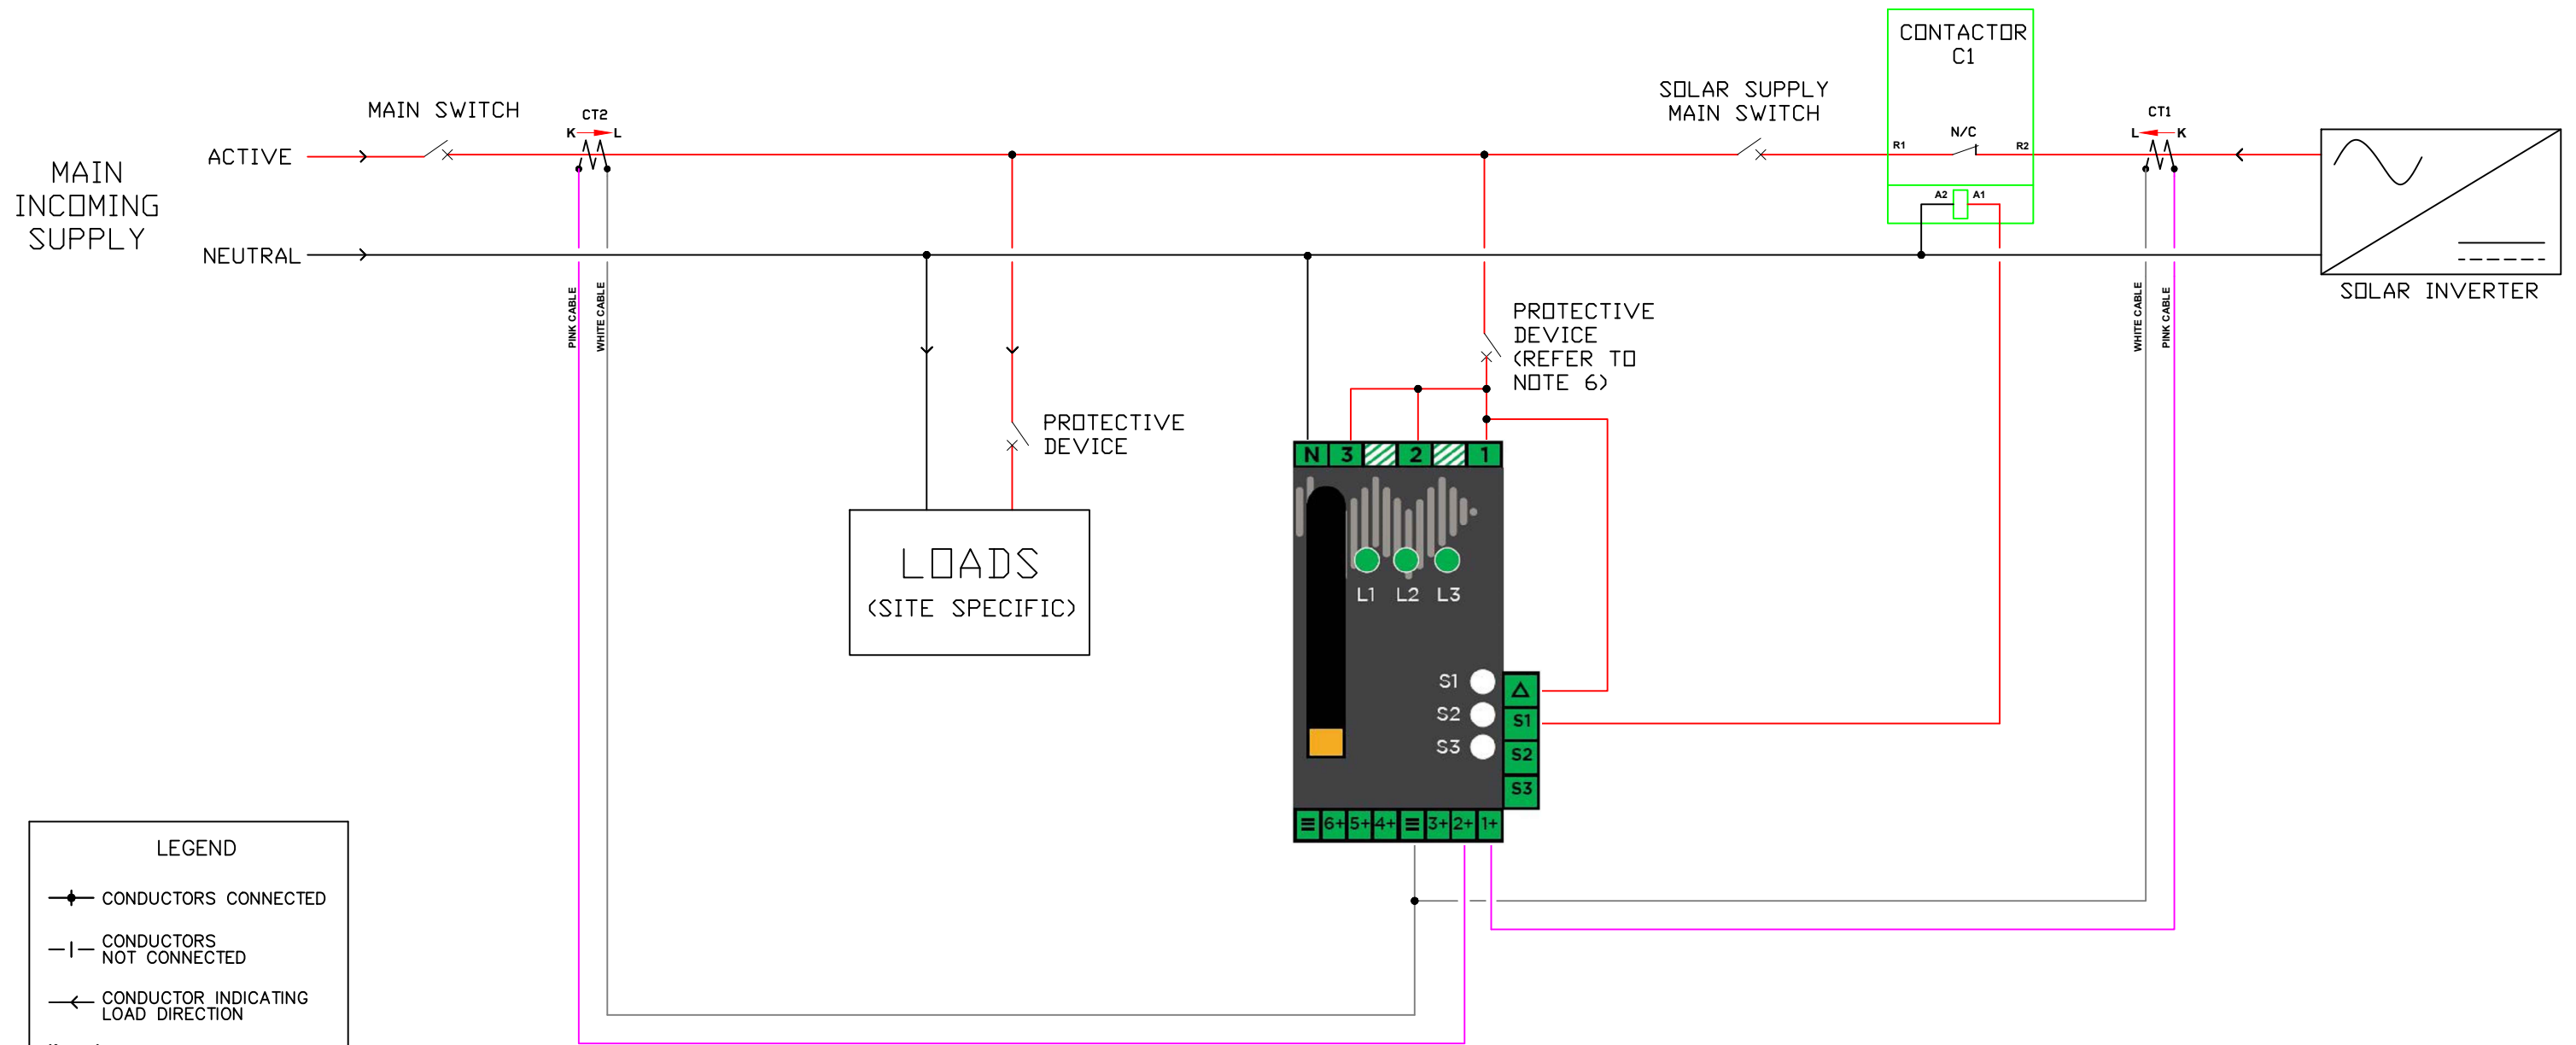 CONTACTOR
C1
SOLAR SUPPLY
MAIN SWITCH
MAIN SWITCH
CT2
K L
CT1
L K
N/C
R1 R2
A2 A1
MAIN
INCOMING
SUPPLY
ACTIVE
NEUTRAL
PINK CABLE
WHITE CABLE
WHITE CABLE
PINK CABLE
SOLAR INVERTER
PROTECTIVE
DEVICE
(REFER TO
NOTE 6)
PROTECTIVE
DEVICE
LOADS
(SITE SPECIFIC)
N 3 2 1
L1 L2 L3
S1
S2
S3
S1
S2
S3
6+ 5+ 4+ 3+ 2+ 1+
LEGEND
CONDUCTORS CONNECTED
CONDUCTORS
NOT CONNECTED
CONDUCTOR INDICATING
LOAD DIRECTION